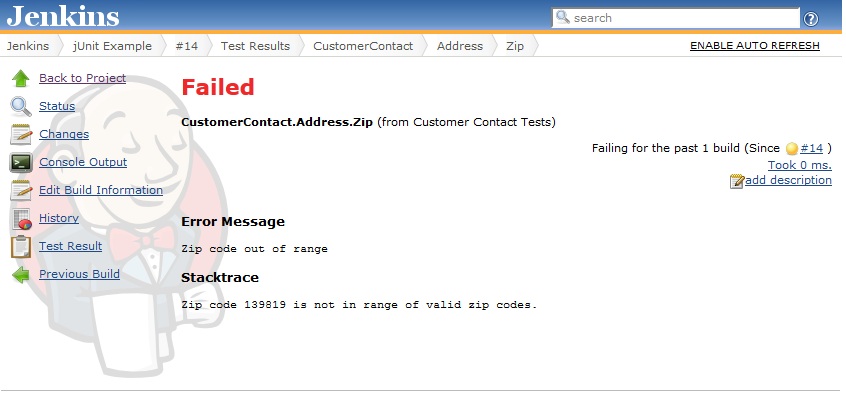 Jenkins
search
Jenkins jUnit Example #14 Test Results CustomerContact Address Zip ENABLE AUTO REFRESH
Back to Project
Status
Changes
Console Output
Edit Build Information
History
Test Result
Previous Build
Failed
CustomerContact.Address.Zip (from Customer Contact Tests)
Failing for the past 1 build (Since #14 )
Took 0 ms.
add description
Error Message
Zip code out of range
Stacktrace
Zip code 139819 is not in range of valid zip codes.